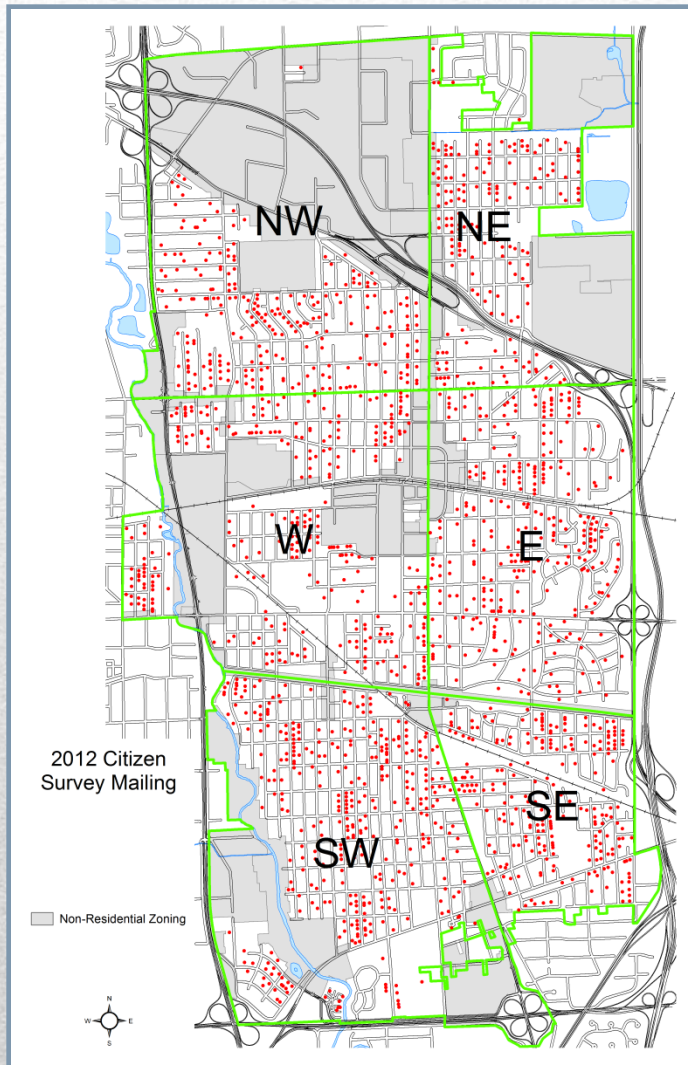 NW
NE
W
E
2012 Citizen
Survey Mailing
SE
SW
Non-Residential Zoning
N
W
E
S